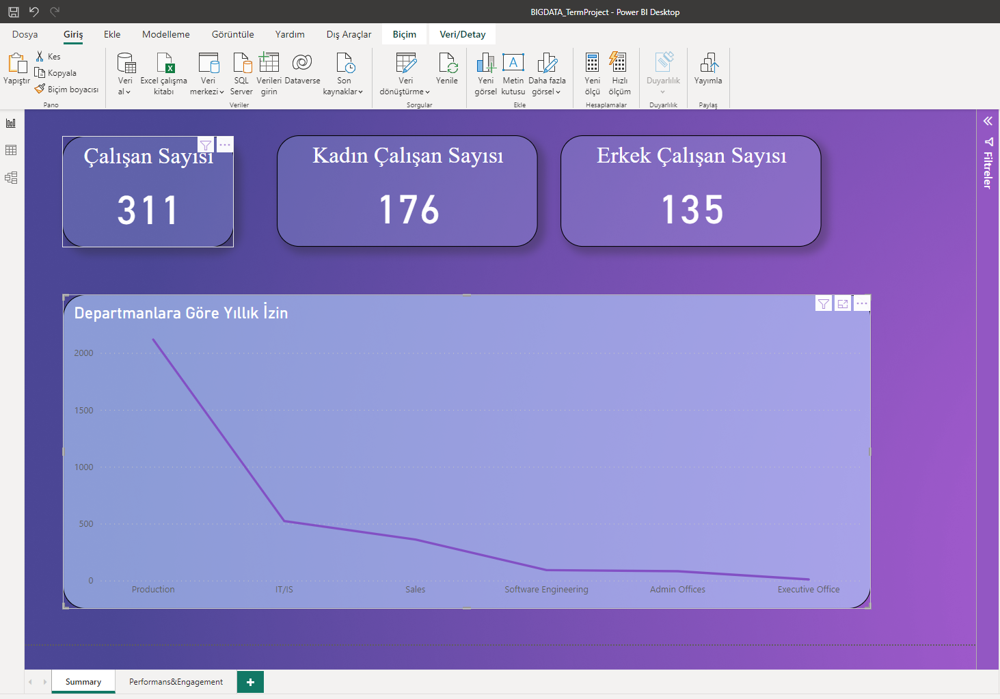 BIGDATA_TermProject - Power BI Desktop
Dosya Giriş Ekle Modelleme Görüntüle Yardım Dış Araçlar Biçim Veri/Detay
Yapıştır
Kes
Kopyala
Biçim boyacısı
Pano
Veri
al
Excel çalışma
kitabı
Veri
merkezi
SQL
Server
Verileri
girin
Dataverse
Son
kaynaklar
Veriler
Veri
dönüştürme
Yenile
Sorgular
Yeni
görsel
Metin
kutusu
Daha fazla
görsel
Ekle
Yeni
ölçü
Hızlı
ölçüm
Hesaplamalar
Duyarlılık
Duyarlılık
Yayımla
Paylaş
Filtreler
Çalışan Sayısı
311
Kadın Çalışan Sayısı
176
Erkek Çalışan Sayısı
135
Departmanlara Göre Yıllık İzin
2000
1500
1000
500
0
Production IT/IS Sales Software Engineering Admin Offices Executive Office
Summary Performans&Engagement